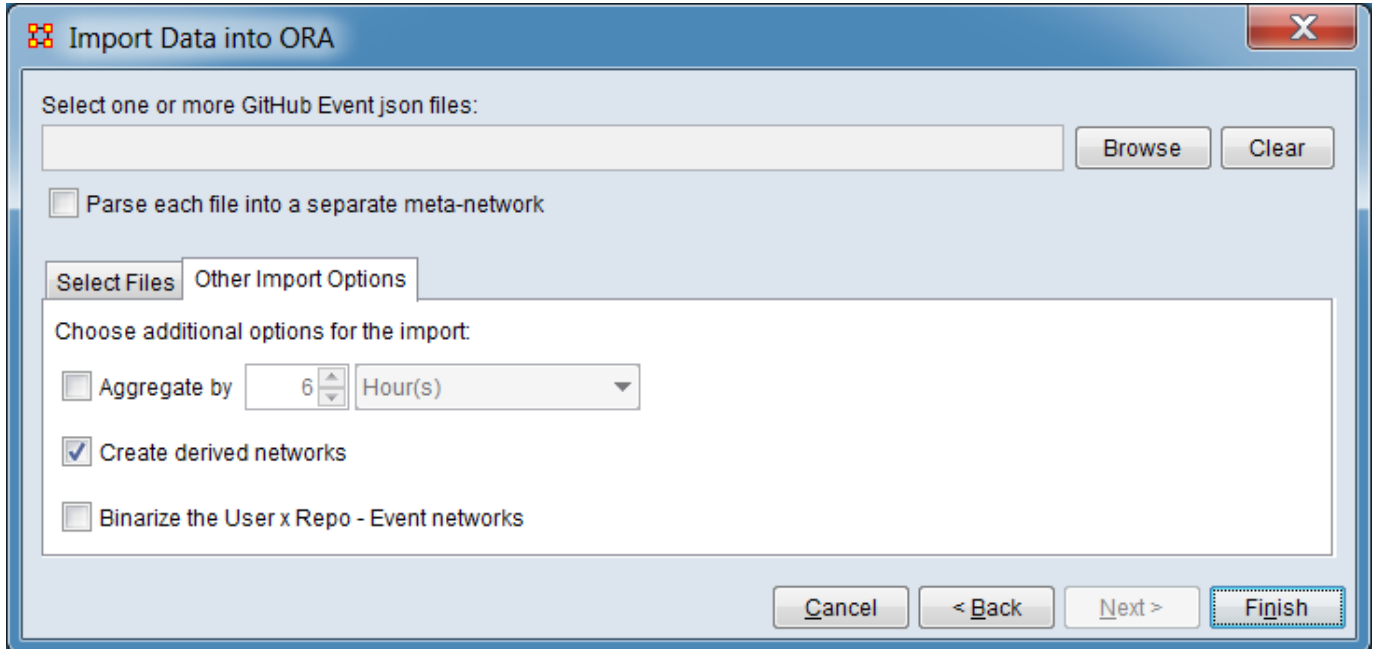 Import Data into ORA
X
Select one or more GitHub Event json files:
Browse Clear
Parse each file into a separate meta-network
Select Files Other Import Options
Choose additional options for the import:
Aggregate by 6 Hour(s)
Create derived networks
Binarize the User x Repo - Event networks
Cancel < Back Next > Finish